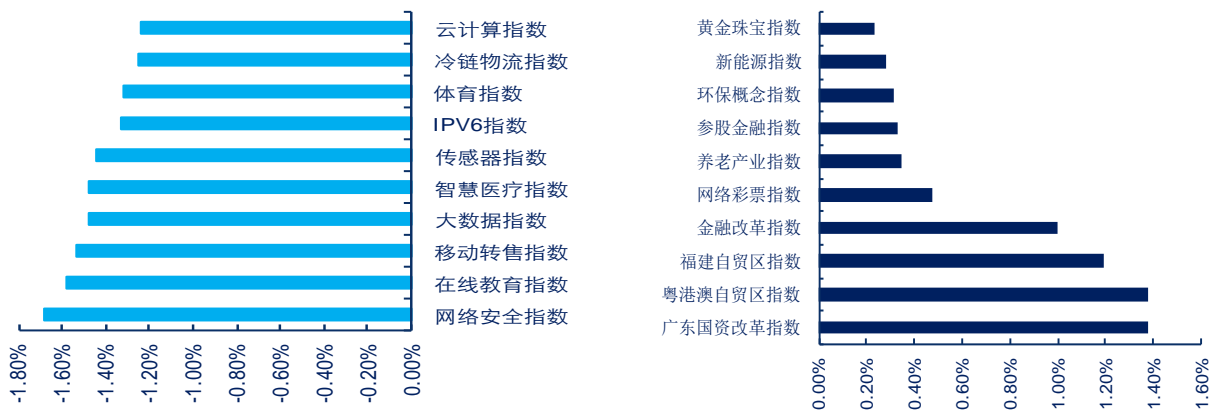 云计算指数
冷链物流指数
体育指数
IPV6指数
传感器指数
智慧医疗指数
大数据指数
移动转售指数
在线教育指数
网络安全指数
-1.80%
-1.60%
-1.40%
-1.20%
-1.00%
-0.80%
-0.60%
-0.40%
-0.20%
0.00%
黄金珠宝指数
新能源指数
环保概念指数
参股金融指数
养老产业指数
网络彩票指数
金融改革指数
福建自贸区指数
粤港澳自贸区指数
广东国资改革指数
0.00%
0.20%
0.40%
0.60%
0.80%
1.00%
1.20%
1.40%
1.60%